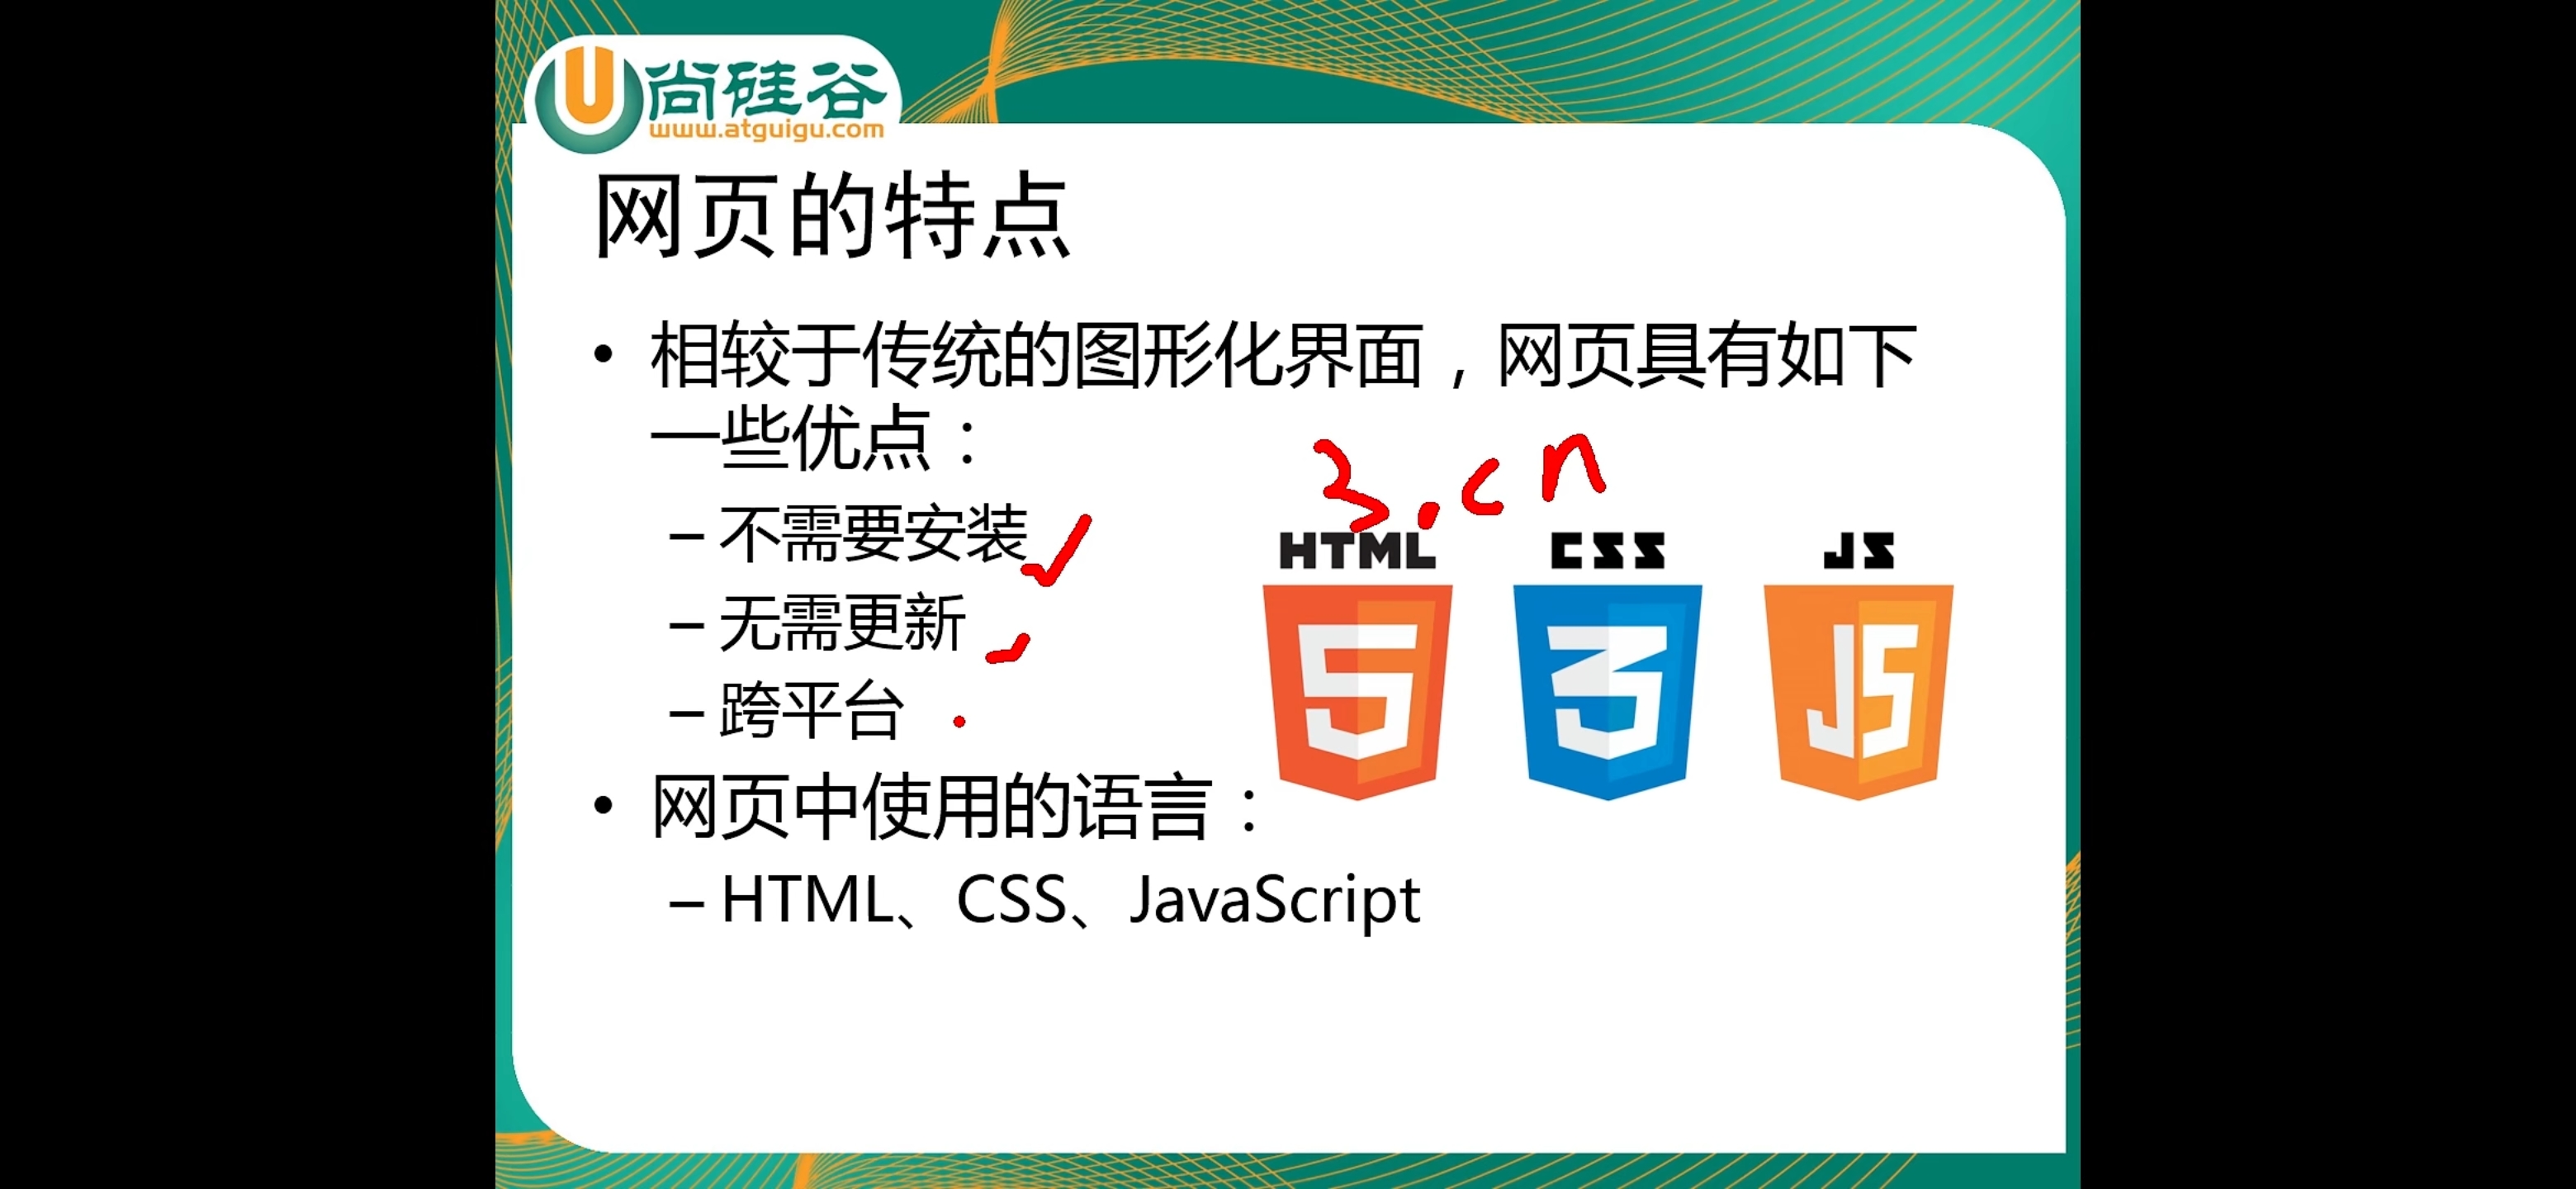 尚硅谷
www.atguigu.com
网页的特点
• 相较于传统的图形化界面，网页具有如下
一些优点：
– 不需要安装
– 无需更新
– 跨平台
3.cn
HTML
CSS
JS
5
3
JS
• 网页中使用的语言：
– HTML、CSS、JavaScript